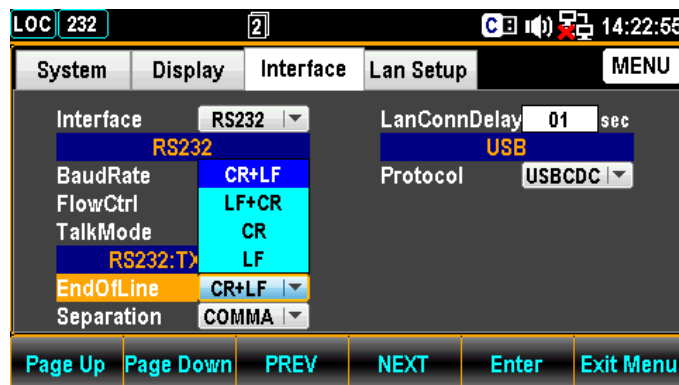 LOC 232 2 C 14:22:55
System Display Interface Lan Setup MENU
Interface RS232 LanConnDelay 01 sec
RS232 USB
BaudRate CR+LF Protocol USBCDC
FlowCtrl LF+CR
TalkMode CR
RS232:TX LF
EndOfLine CR+LF
Separation COMMA
Page Up Page Down PREV NEXT Enter Exit Menu